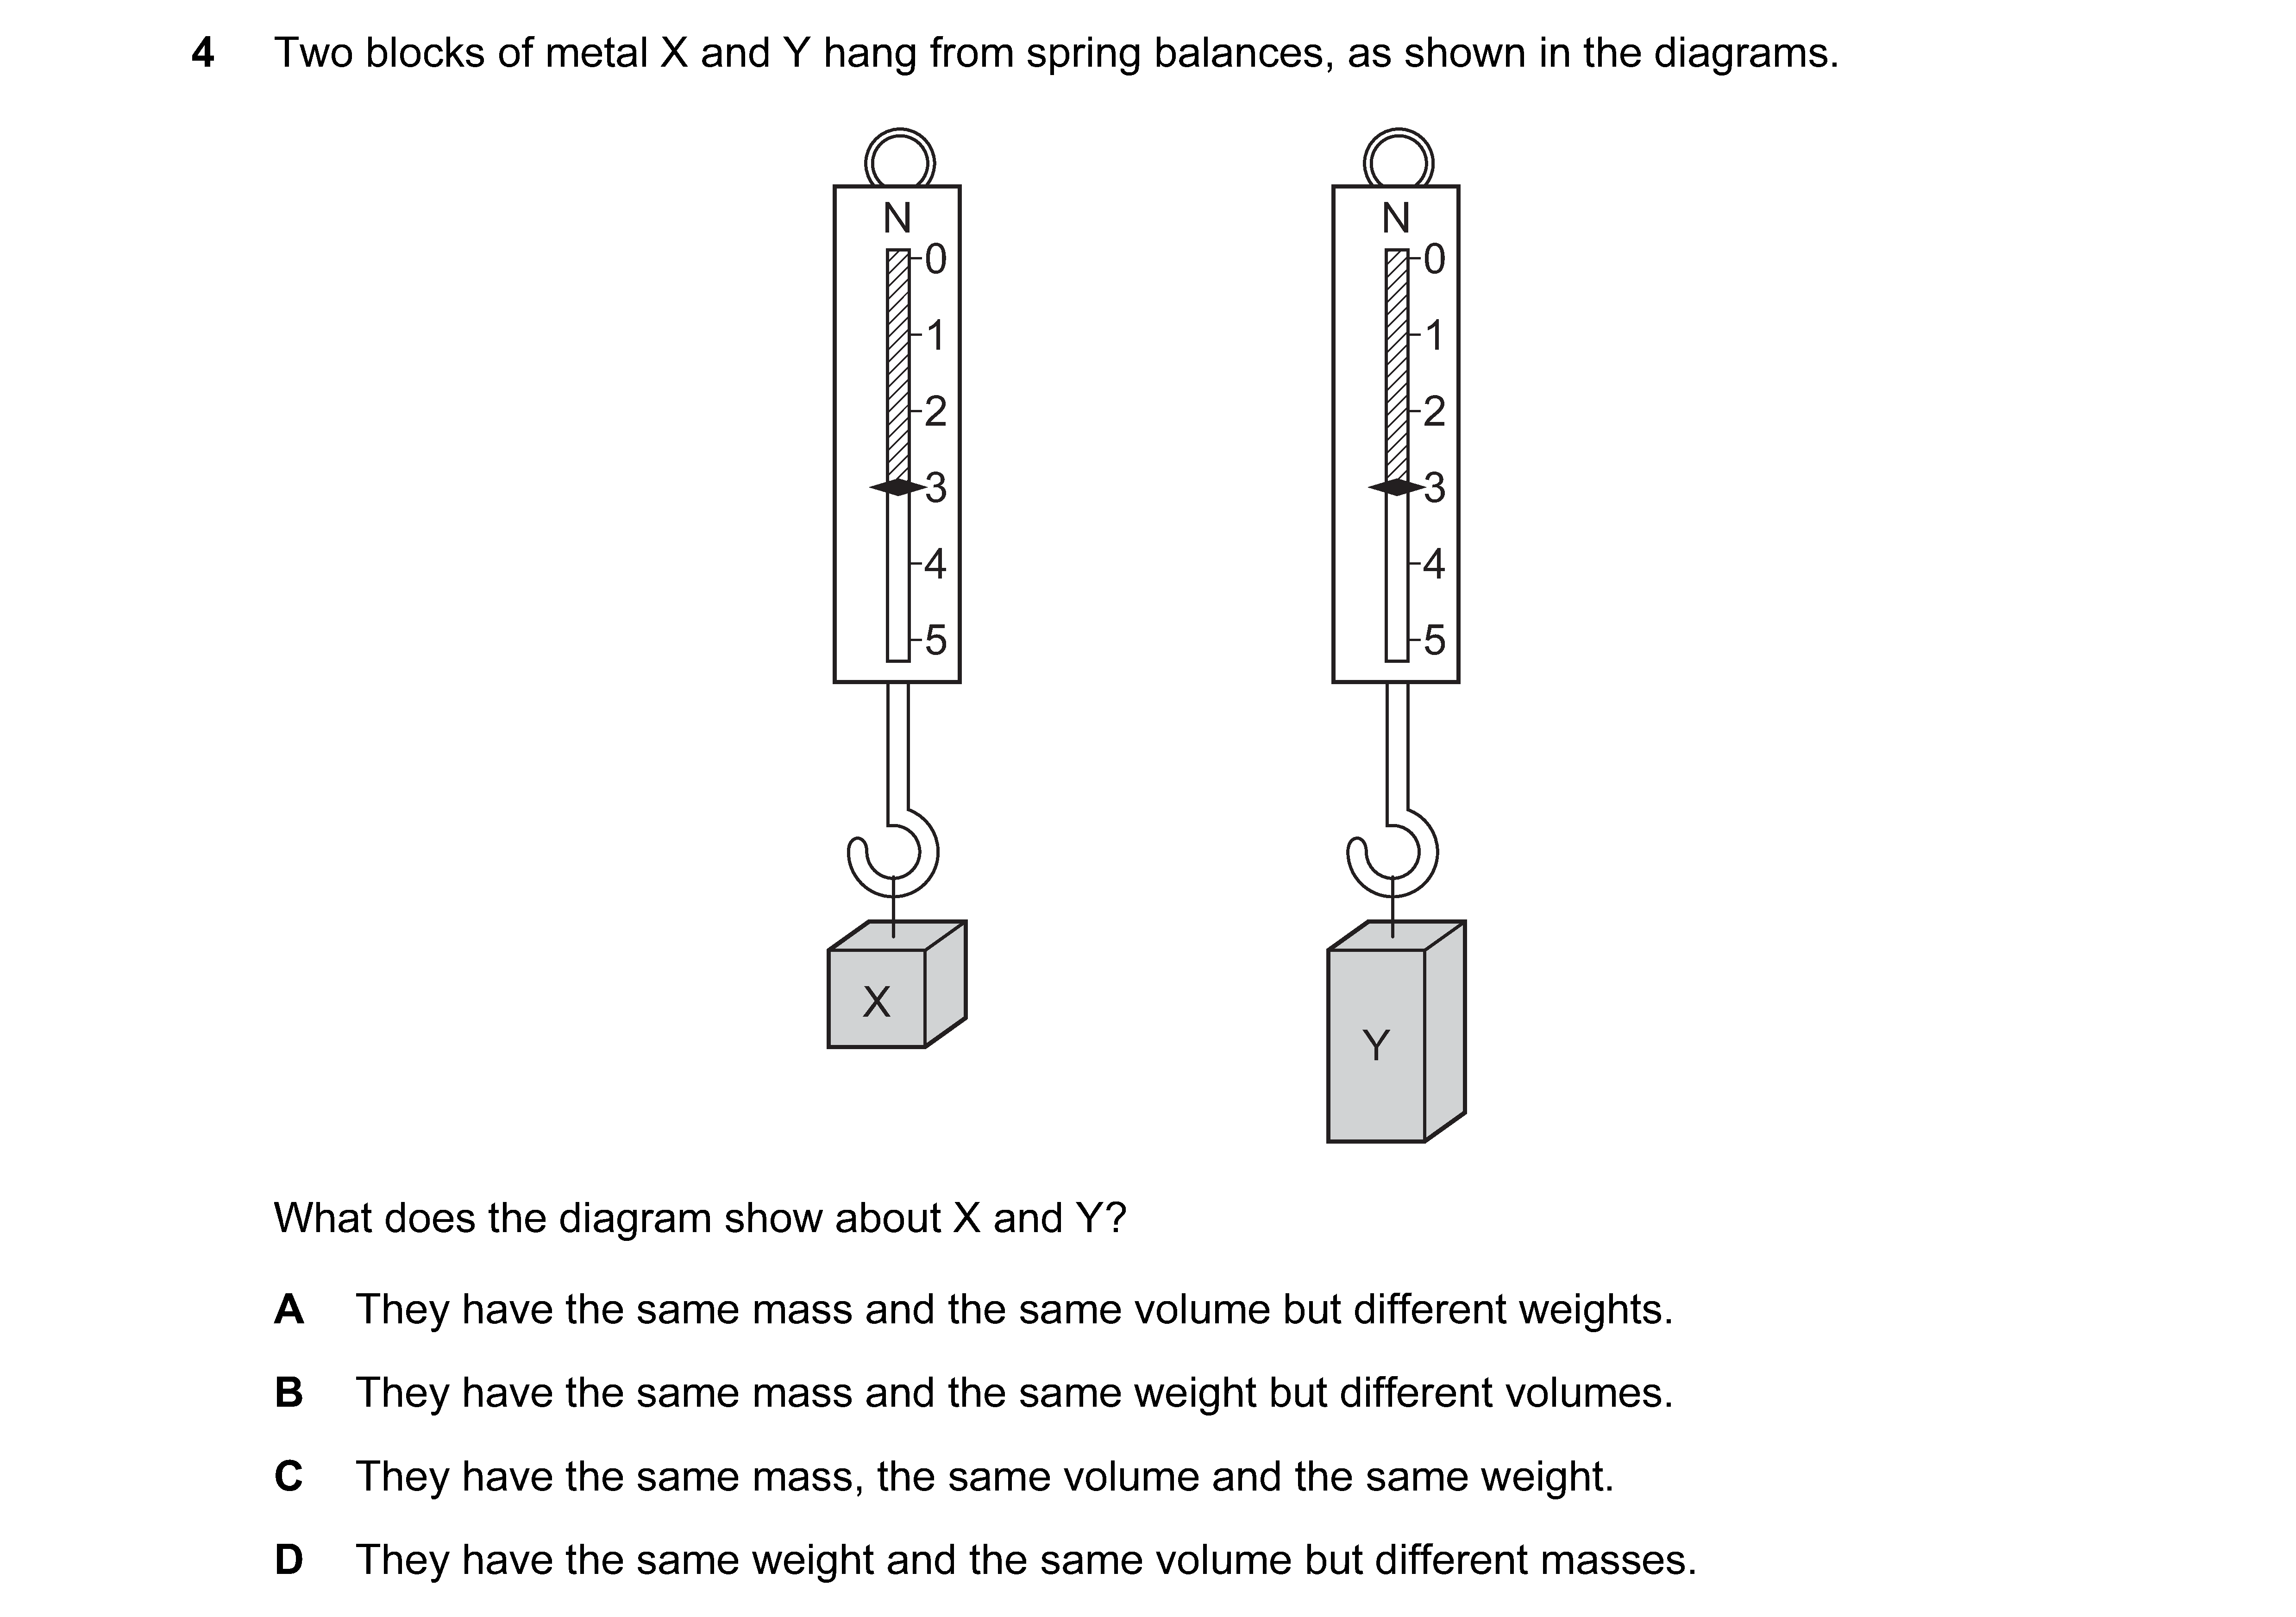 4 Two blocks of metal X and Y hang from spring balances, as shown in the diagrams.
N
0
1
2
3
4
5
X
N
0
1
2
3
4
5
Y
What does the diagram show about X and Y?
A They have the same mass and the same volume but different weights.
B They have the same mass and the same weight but different volumes.
C They have the same mass, the same volume and the same weight.
D They have the same weight and the same volume but different masses.